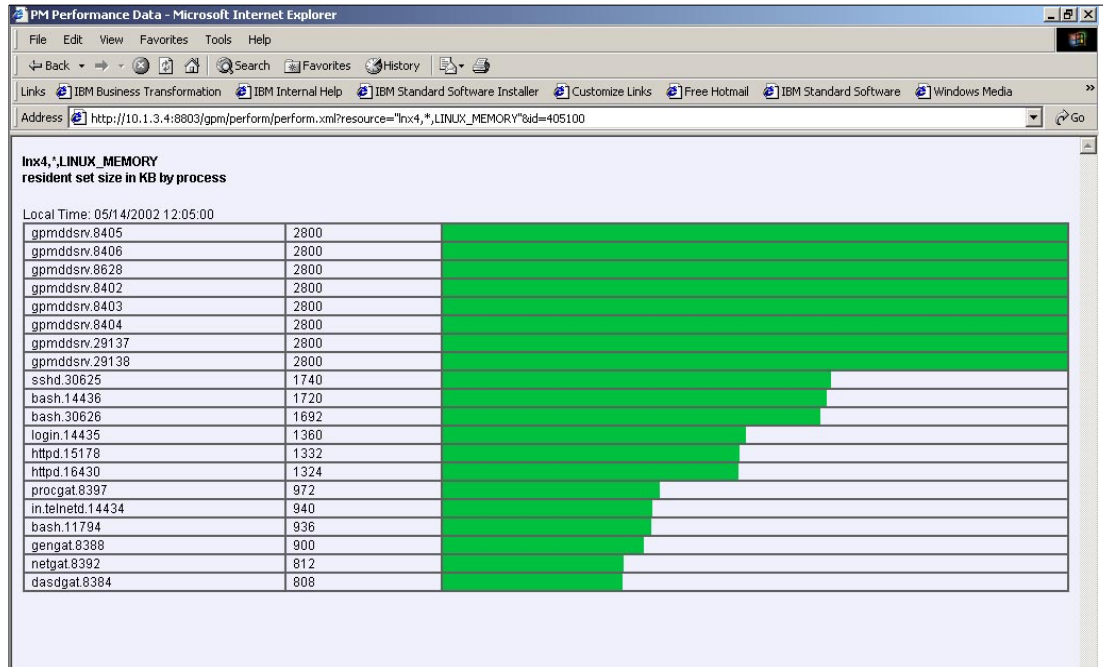 PM Performance Data - Microsoft Internet Explorer
File Edit View Favorites Tools Help
Back Search Favorites History
Links IBM Business Transformation IBM Internal Help IBM Standard Software Installer Customize Links Free Hotmail IBM Standard Software Windows Media »
Address http://10.1.3.4:8803/gpm/perform/perform.xml?resource="lnx4,*,LINUX_MEMORY"&id=405100 Go
lnx4,*,LINUX_MEMORY
resident set size in KB by process
Local Time: 05/14/2002 12:05:00
gpmddsrv.8405 2800
gpmddsrv.8406 2800
gpmddsrv.8628 2800
gpmddsrv.8402 2800
gpmddsrv.8403 2800
gpmddsrv.8404 2800
gpmddsrv.29137 2800
gpmddsrv.29138 2800
sshd.30625 1740
bash.14436 1720
bash.30626 1692
login.14435 1360
httpd.15178 1332
httpd.16430 1324
procgat.8397 972
in.telnetd.14434 940
bash.11794 936
gengat.8388 900
netgat.8392 812
dasdgat.8384 808